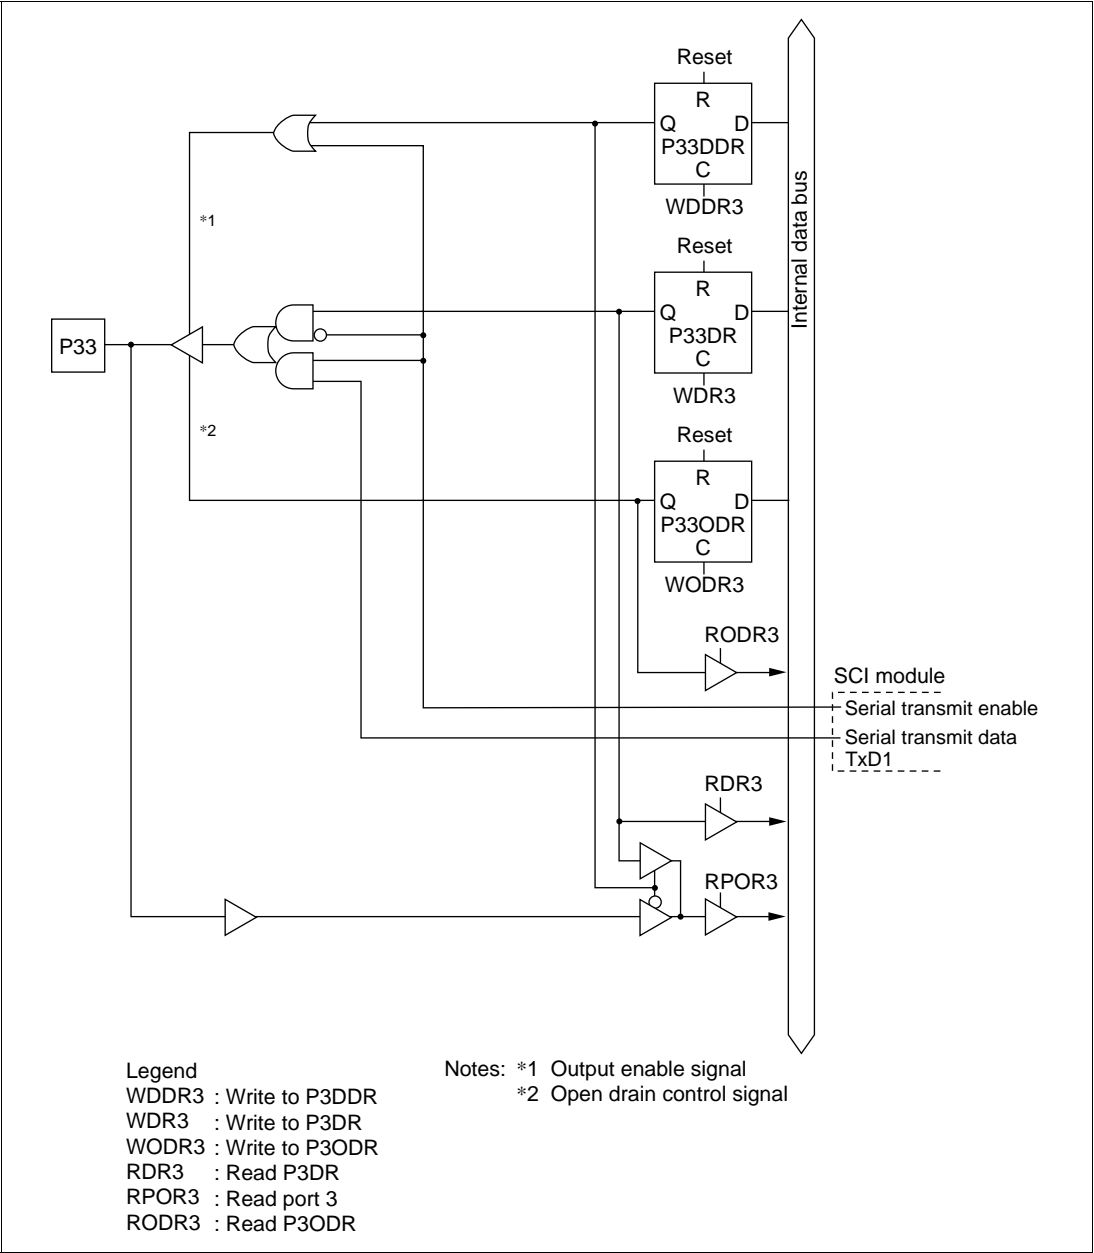 Reset
R
Q D
P33DDR
C
WDDR3
*1
Internal data bus
Reset
R
Q D
P33DR
C
WDR3
P33
*2
Reset
R
Q D
P33ODR
C
WODR3
RODR3
SCI module
Serial transmit enable
Serial transmit data
TxD1
RDR3
RPOR3
Legend
WDDR3 : Write to P3DDR
WDR3 : Write to P3DR
WODR3 : Write to P3ODR
RDR3 : Read P3DR
RPOR3 : Read port 3
RODR3 : Read P3ODR
Notes: *1 Output enable signal
*2 Open drain control signal